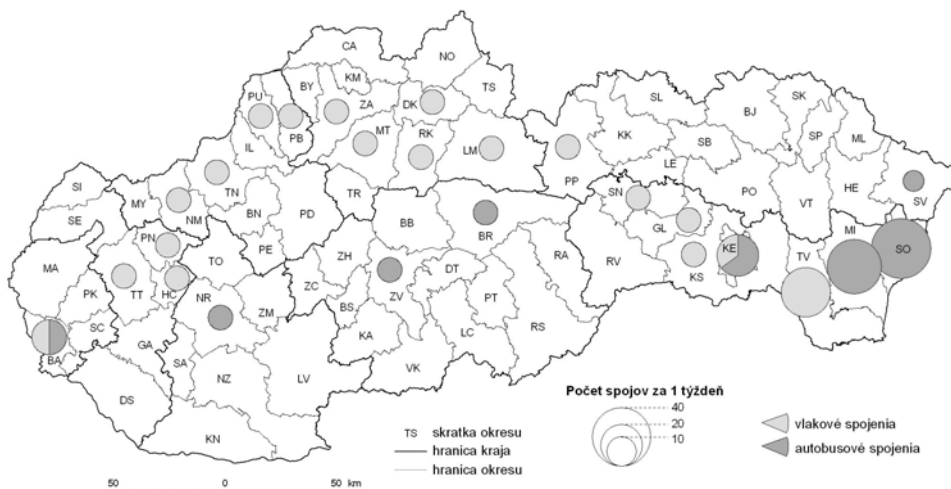 CA
NO
BY
KM
PU
ZA
DK
TS
SL
BJ
SK
PB
MT
RK
KK
SB
SP
ML
IL
LM
LE
SI
MY
TN
TR
PP
PO
VT
HE
SV
SE
NM
BN
PD
BB
SN
PN
PE
BR
GL
KE
MI
SO
MA
TO
ZH
RA
RV
KS
TV
PK
TT
HC
NR
ZM
ZC
ZV
DT
PT
SC
BS
BA
GA
SA
KA
LC
RS
DS
NZ
LV
VK
KN
Počet spojov za 1 týždeň
40
20
10
TS skratka okresu
hranica kraja
hranica okresu
vlakové spojenia
autobusové spojenia
50 0 50 km